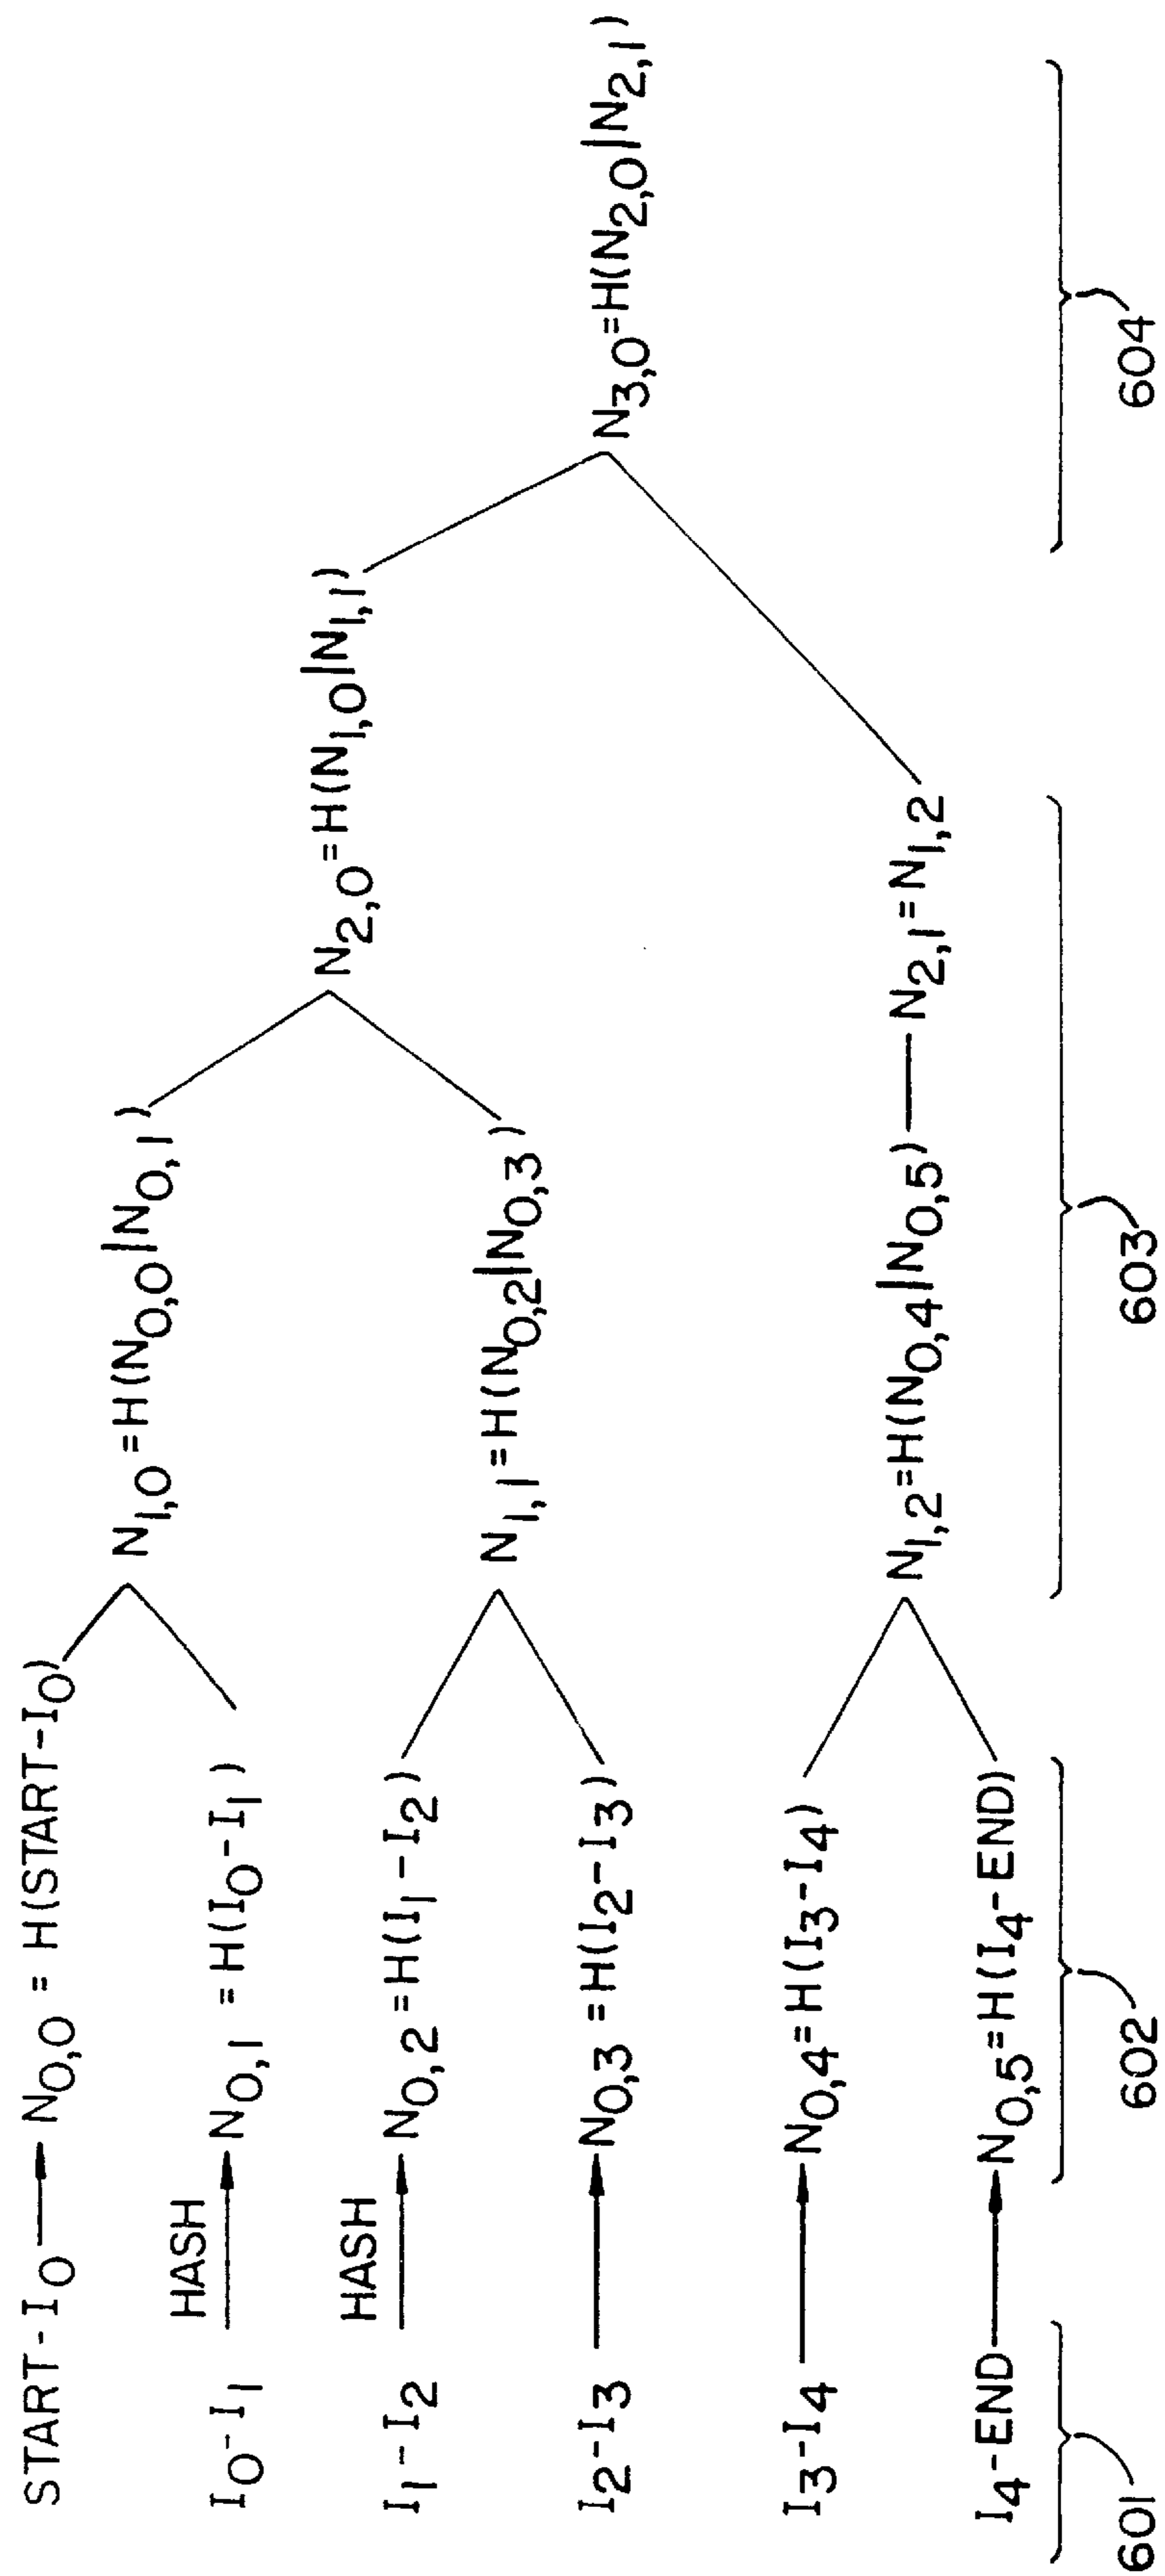 START-I0 N0,0 = H(START-I0)
N1,0 = H(N0,0|N0,1)
I0-I1 HASH N0,1 = H(I0-I1)
N2,0 = H(N1,0|N1,1)
I1-I2 HASH N0,2 = H(I1-I2)
N1,1 = H(N0,2|N0,3)
I2-I3 N0,3 = H(I2-I3)
N3,0 = H(N2,0|N2,1)
I3-I4 N0,4 = H(I3-I4)
N1,2 = H(N0,4|N0,5) N2,1 = N1,2
I4-END N0,5 = H(I4-END)
601 602 603 604